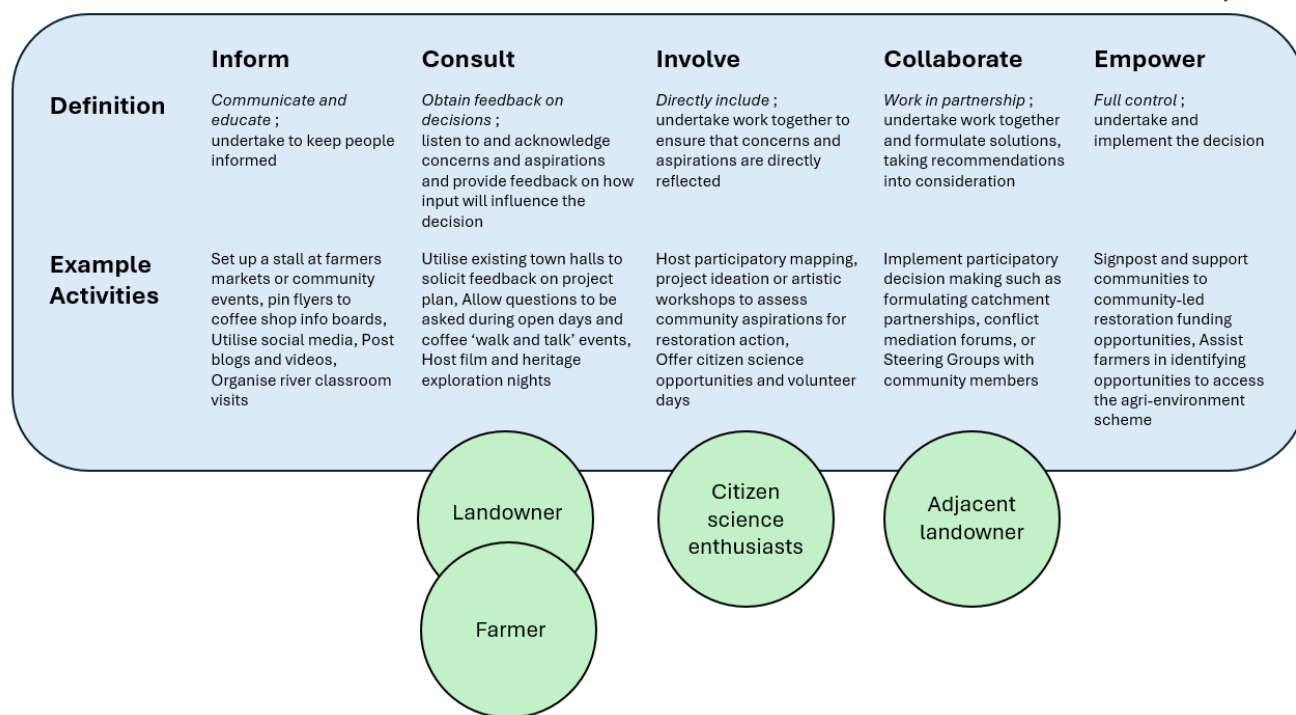 Inform
Consult
Involve
Collaborate
Empower
Definition
Communicate and
educate ;
undertake to keep people
informed
Obtain feedback on
decisions ;
listen to and acknowledge
concerns and aspirations
and provide feedback on how
input will influence the
decision
Directly include ;
undertake work together to
ensure that concerns and
aspirations are directly
reflected
Work in partnership ;
undertake work together
and formulate solutions,
taking recommendations
into consideration
Full control ;
undertake and
implement the decision
Example
Activities
Set up a stall at farmers
markets or community
events, pin flyers to
coffee shop info boards,
Utilise social media, Post
blogs and videos,
Organise river classroom
visits
Utilise existing town halls to
solicit feedback on project
plan, Allow questions to be
asked during open days and
coffee ‘walk and talk’ events,
Host film and heritage
exploration nights
Host participatory mapping,
project ideation or artistic
workshops to assess
community aspirations for
restoration action,
Offer citizen science
opportunities and volunteer
days
Implement participatory
decision making such as
formulating catchment
partnerships, conflict
mediation forums, or
Steering Groups with
community members
Signpost and support
communities to
community-led
restoration funding
opportunities, Assist
farmers in identifying
opportunities to access
the agri-environment
scheme
Landowner
Farmer
Citizen
science
enthusiasts
Adjacent
landowner